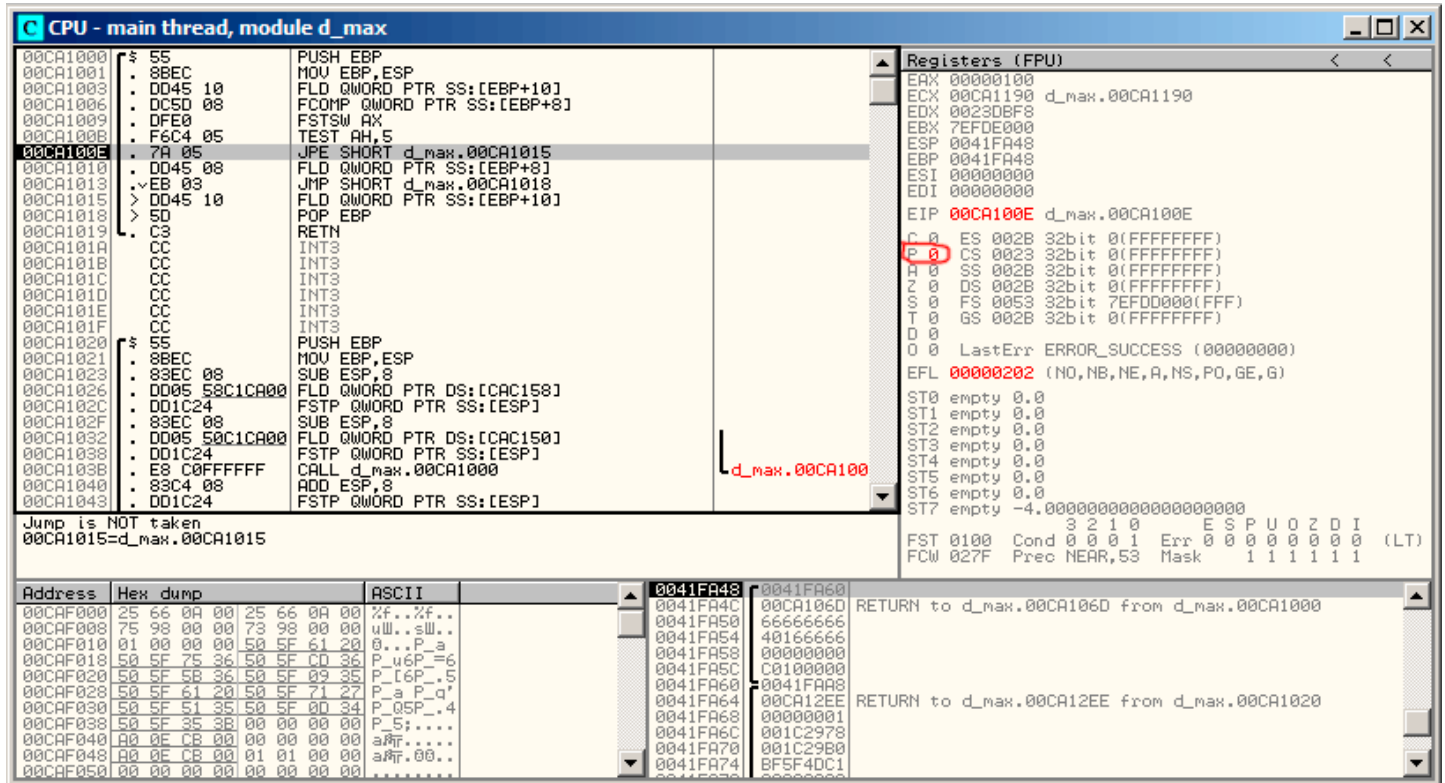 C CPU - main thread, module d_max
00CA1000 $ 55 PUSH EBP
00CA1001 . 8BEC MOV EBP,ESP
00CA1003 . DD45 10 FLD QWORD PTR SS:[EBP+10]
00CA1006 . DC5D 08 FCOMP QWORD PTR SS:[EBP+8]
00CA1009 . DFE0 FSTSW AX
00CA100B . F6C4 05 TEST AH,5
00CA100E . 7A 05 JPE SHORT d_max.00CA1015
00CA1010 . DD45 08 FLD QWORD PTR SS:[EBP+8]
00CA1013 .v EB 03 JMP SHORT d_max.00CA1018
00CA1015 > DD45 10 FLD QWORD PTR SS:[EBP+10]
00CA1018 > 5D POP EBP
00CA1019 . C3 RETN
00CA101A CC INT3
00CA101B CC INT3
00CA101C CC INT3
00CA101D CC INT3
00CA101E CC INT3
00CA101F CC INT3
00CA1020 $ 55 PUSH EBP
00CA1021 . 8BEC MOV EBP,ESP
00CA1023 . 83EC 08 SUB ESP,8
00CA1026 . DD05 58C1CA00 FLD QWORD PTR DS:[CAC158]
00CA102C . DD1C24 FSTP QWORD PTR SS:[ESP]
00CA102F . 83EC 08 SUB ESP,8
00CA1032 . DD05 50C1CA00 FLD QWORD PTR DS:[CAC150]
00CA1038 . DD1C24 FSTP QWORD PTR SS:[ESP]
00CA103B . E8 C0FFFFFF CALL d_max.00CA1000 d_max.00CA100
00CA1040 . 83C4 08 ADD ESP,8
00CA1043 . DD1C24 FSTP QWORD PTR SS:[ESP]
Jump is NOT taken
00CA1015=d_max.00CA1015
Registers (FPU) < <
EAX 00000100
ECX 00CA1190 d_max.00CA1190
EDX 0023DBF8
EBX 7EFDE000
ESP 0041FA48
EBP 0041FA48
ESI 00000000
EDI 00000000
EIP 00CA100E d_max.00CA100E
C 0 ES 002B 32bit 0(FFFFFFFF)
P 0 CS 0023 32bit 0(FFFFFFFF)
A 0 SS 002B 32bit 0(FFFFFFFF)
Z 0 DS 002B 32bit 0(FFFFFFFF)
S 0 FS 0053 32bit 7EFDD000(FFF)
T 0 GS 002B 32bit 0(FFFFFFFF)
D 0
O 0 LastErr ERROR_SUCCESS (00000000)
EFL 00000202 (NO,NB,NE,A,NS,PO,GE,G)
ST0 empty 0.0
ST1 empty 0.0
ST2 empty 0.0
ST3 empty 0.0
ST4 empty 0.0
ST5 empty 0.0
ST6 empty 0.0
ST7 empty -4.0000000000000000000
3 2 1 0 E S P U O Z D I
FST 0100 Cond 0 0 0 1 Err 0 0 0 0 0 0 0 0 (LT)
FCW 027F Prec NEAR,53 Mask 1 1 1 1 1 1
Address Hex dump ASCII
00CAF000 25 66 0A 00 25 66 0A 00 %f..%f..
00CAF008 75 98 00 00 73 98 00 00 uШ..sШ..
00CAF010 01 00 00 00 50 5F 61 20 0...P_a
00CAF018 50 5F 75 36 50 5F CD 36 P_u6P_=6
00CAF020 50 5F 5B 36 50 5F 09 35 P_[6P_.5
00CAF028 50 5F 61 20 50 5F 71 27 P_a P_q'
00CAF030 50 5F 51 35 50 5F 0D 34 P_Q5P_.4
00CAF038 50 5F 35 3B 00 00 00 00 P_5;....
00CAF040 A0 0E CB 00 00 00 00 00
00CAF048 A0 0E CB 00 01 01 00 00
00CAF050 00 00 00 00 00 00 00 00 ........
0041FA48 0041FA60
0041FA4C 00CA106D RETURN to d_max.00CA106D from d_max.00CA1000
0041FA50 66666666
0041FA54 40166666
0041FA58 00000000
0041FA5C C0100000
0041FA60 0041FAA8
0041FA64 00CA12EE RETURN to d_max.00CA12EE from d_max.00CA1020
0041FA68 00000001
0041FA6C 001C2978
0041FA70 001C29B0
0041FA74 BF5F4DC1